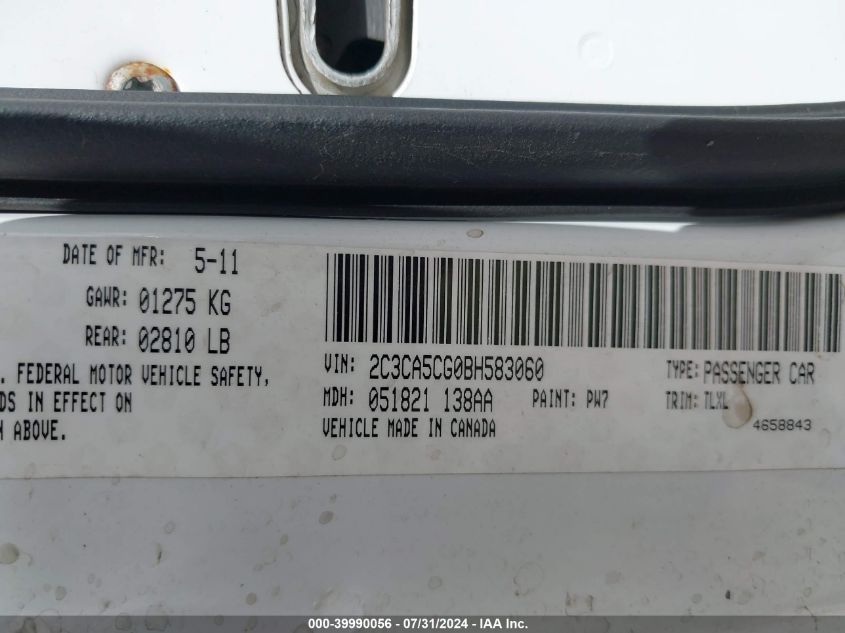 DATE OF MFR: 5-11
GAWR: 01275 KG
REAR: 02810 LB
. FEDERAL MOTOR VEHICLE SAFETY,
DS IN EFFECT ON
ABOVE.
VIN: 2C3CA5CG0BH583060 TYPE: PASSENGER CAR
MDH: 051821 138AA PAINT: PW7 TRIM: TLXL
VEHICLE MADE IN CANADA 4658843
000-39990056 - 07/31/2024 - IAA Inc.